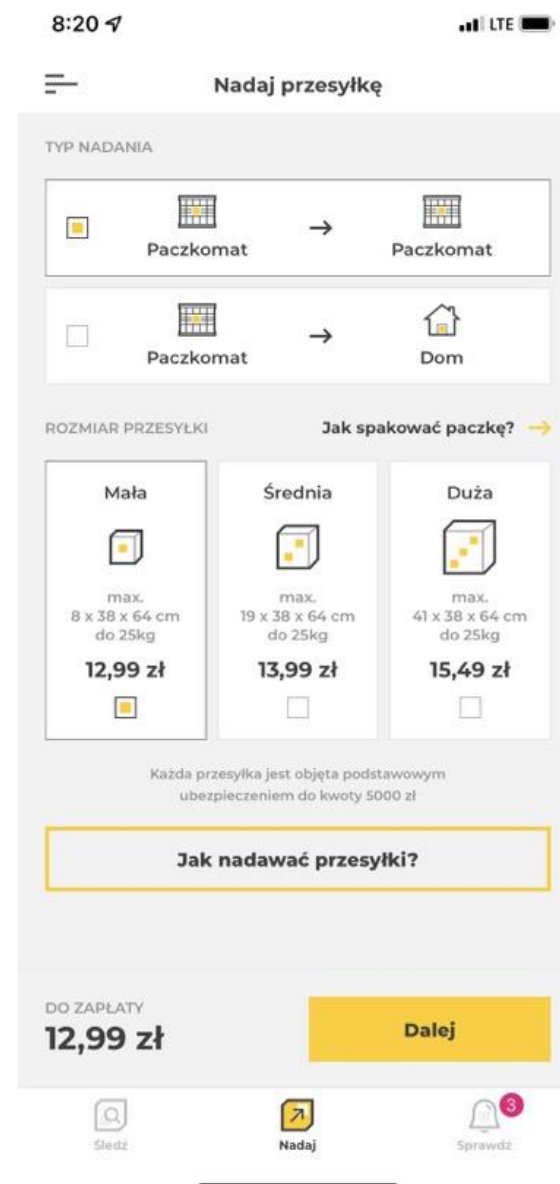 8:20
LTE
Nadaj przesyłkę
TYP NADANIA
Paczkomat → Paczkomat
Paczkomat → Dom
ROZMIAR PRZESYŁKI
Jak spakować paczkę? →
Mała
max.
8 x 38 x 64 cm
do 25kg
12,99 zł
Średnia
max.
19 x 38 x 64 cm
do 25kg
13,99 zł
Duża
max.
41 x 38 x 64 cm
do 25kg
15,49 zł
Każda przesyłka jest objęta podstawowym
ubezpieczeniem do kwoty 5000 zł
Jak nadawać przesyłki?
DO ZAPŁATY
12,99 zł
Dalej
Śledź
Nadaj
3
Sprawdź